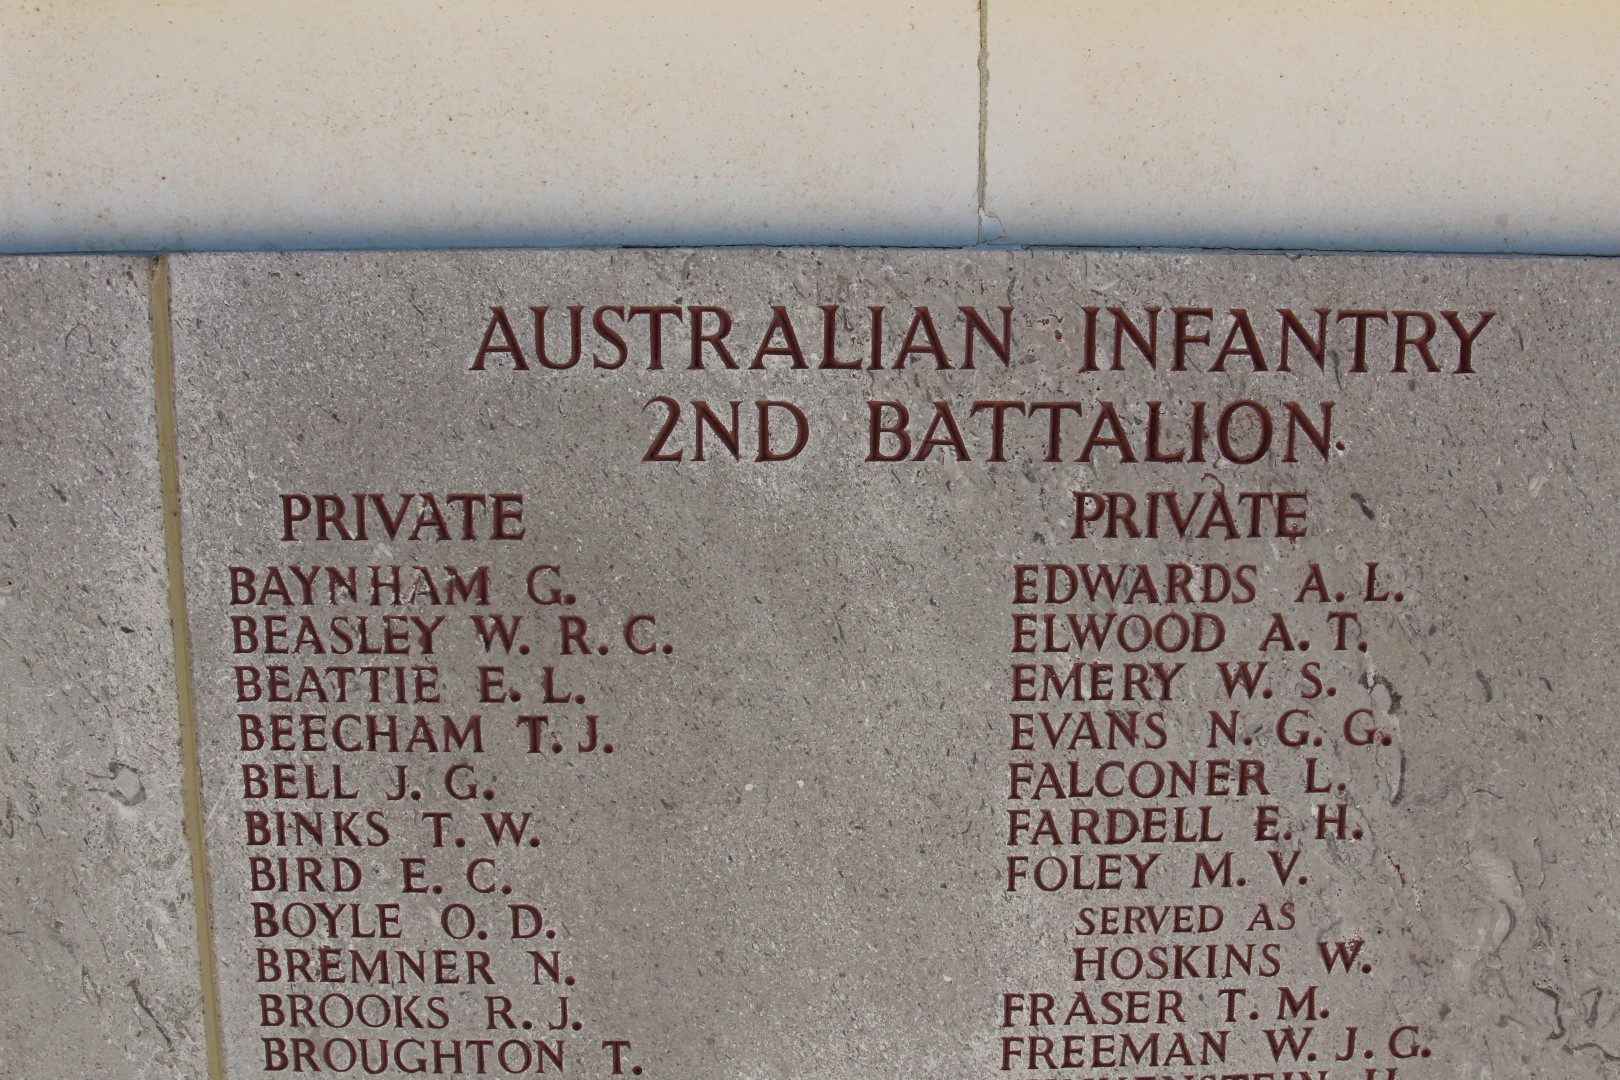 AUSTRALIAN INFANTRY
2ND BATTALION.
PRIVATE
BAYNHAM G.
BEASLEY W. R. C.
BEATTIE E. L.
BEECHAM T. J.
BELL J. G.
BINKS T. W.
BIRD E. C.
BOYLE O. D.
BREMNER N.
BROOKS R. J.
BROUGHTON T.
PRIVATE
EDWARDS A. L.
ELWOOD A. T.
EMERY W. S.
EVANS N. G. G.
FALCONER L.
FARDELL E. H.
FOLEY M. V.
SERVED AS
HOSKINS W.
FRASER T. M.
FREEMAN W. J. G.